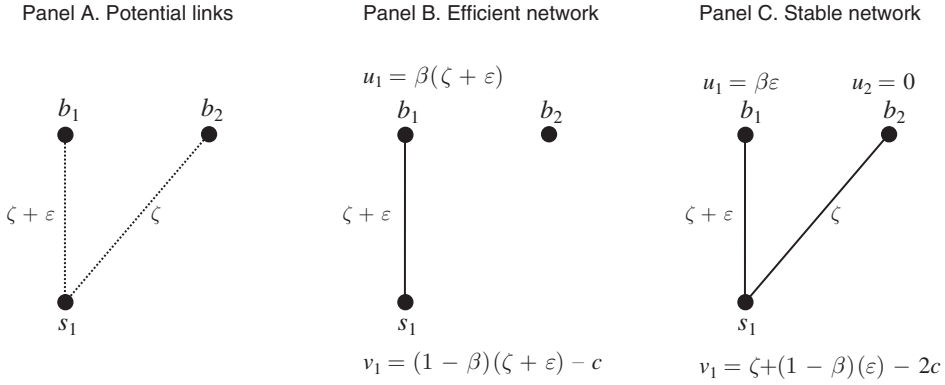 Panel A. Potential links
Panel B. Efficient network
Panel C. Stable network
u₁ = β(ζ + ε)
u₁ = βε
u₂ = 0
b₁
b₂
b₁
b₂
b₁
b₂
ζ + ε
ζ
ζ + ε
ζ + ε
ζ
s₁
s₁
s₁
v₁ = (1 − β)(ζ + ε) – c
v₁ = ζ+(1 − β)(ε) − 2c